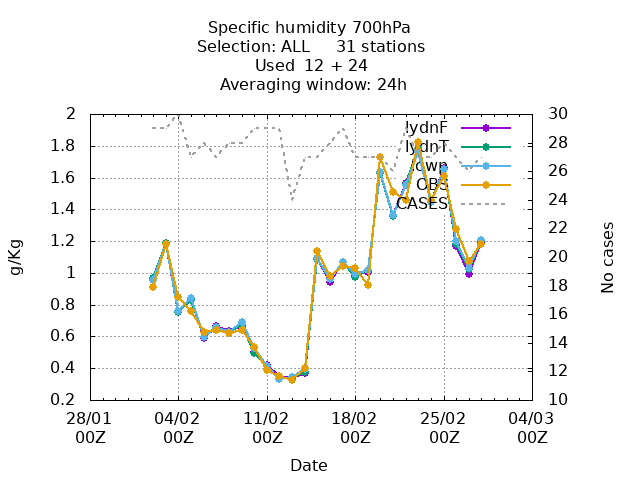 Specific humidity 700hPa
Selection: ALL 31 stations
Used 12 + 24
Averaging window: 24h
2
1.8
1.6
1.4
1.2
1
0.8
0.6
0.4
0.2
g/Kg
30
28
26
24
22
20
18
16
14
12
10
No cases
lydnF
lydnT
own
OBS
CASES
28/01 04/02 11/02 18/02 25/02 04/03
00Z 00Z 00Z 00Z 00Z 00Z
Date